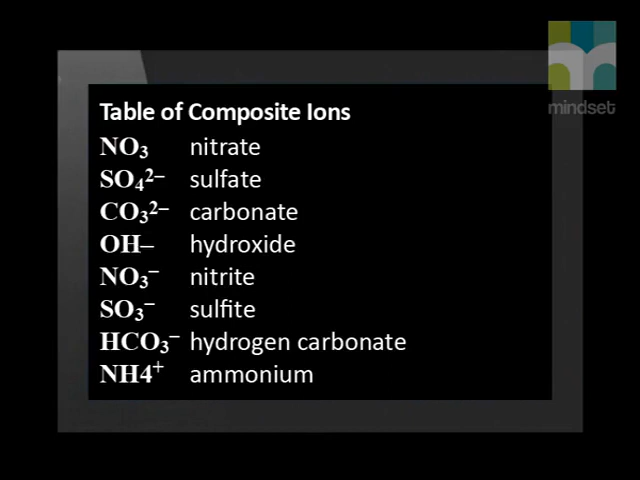 mindset
Table of Composite Ions
NO₃ nitrate
SO₄²⁻ sulfate
CO₃²⁻ carbonate
OH– hydroxide
NO₃⁻ nitrite
SO₃⁻ sulfite
HCO₃⁻ hydrogen carbonate
NH4⁺ ammonium